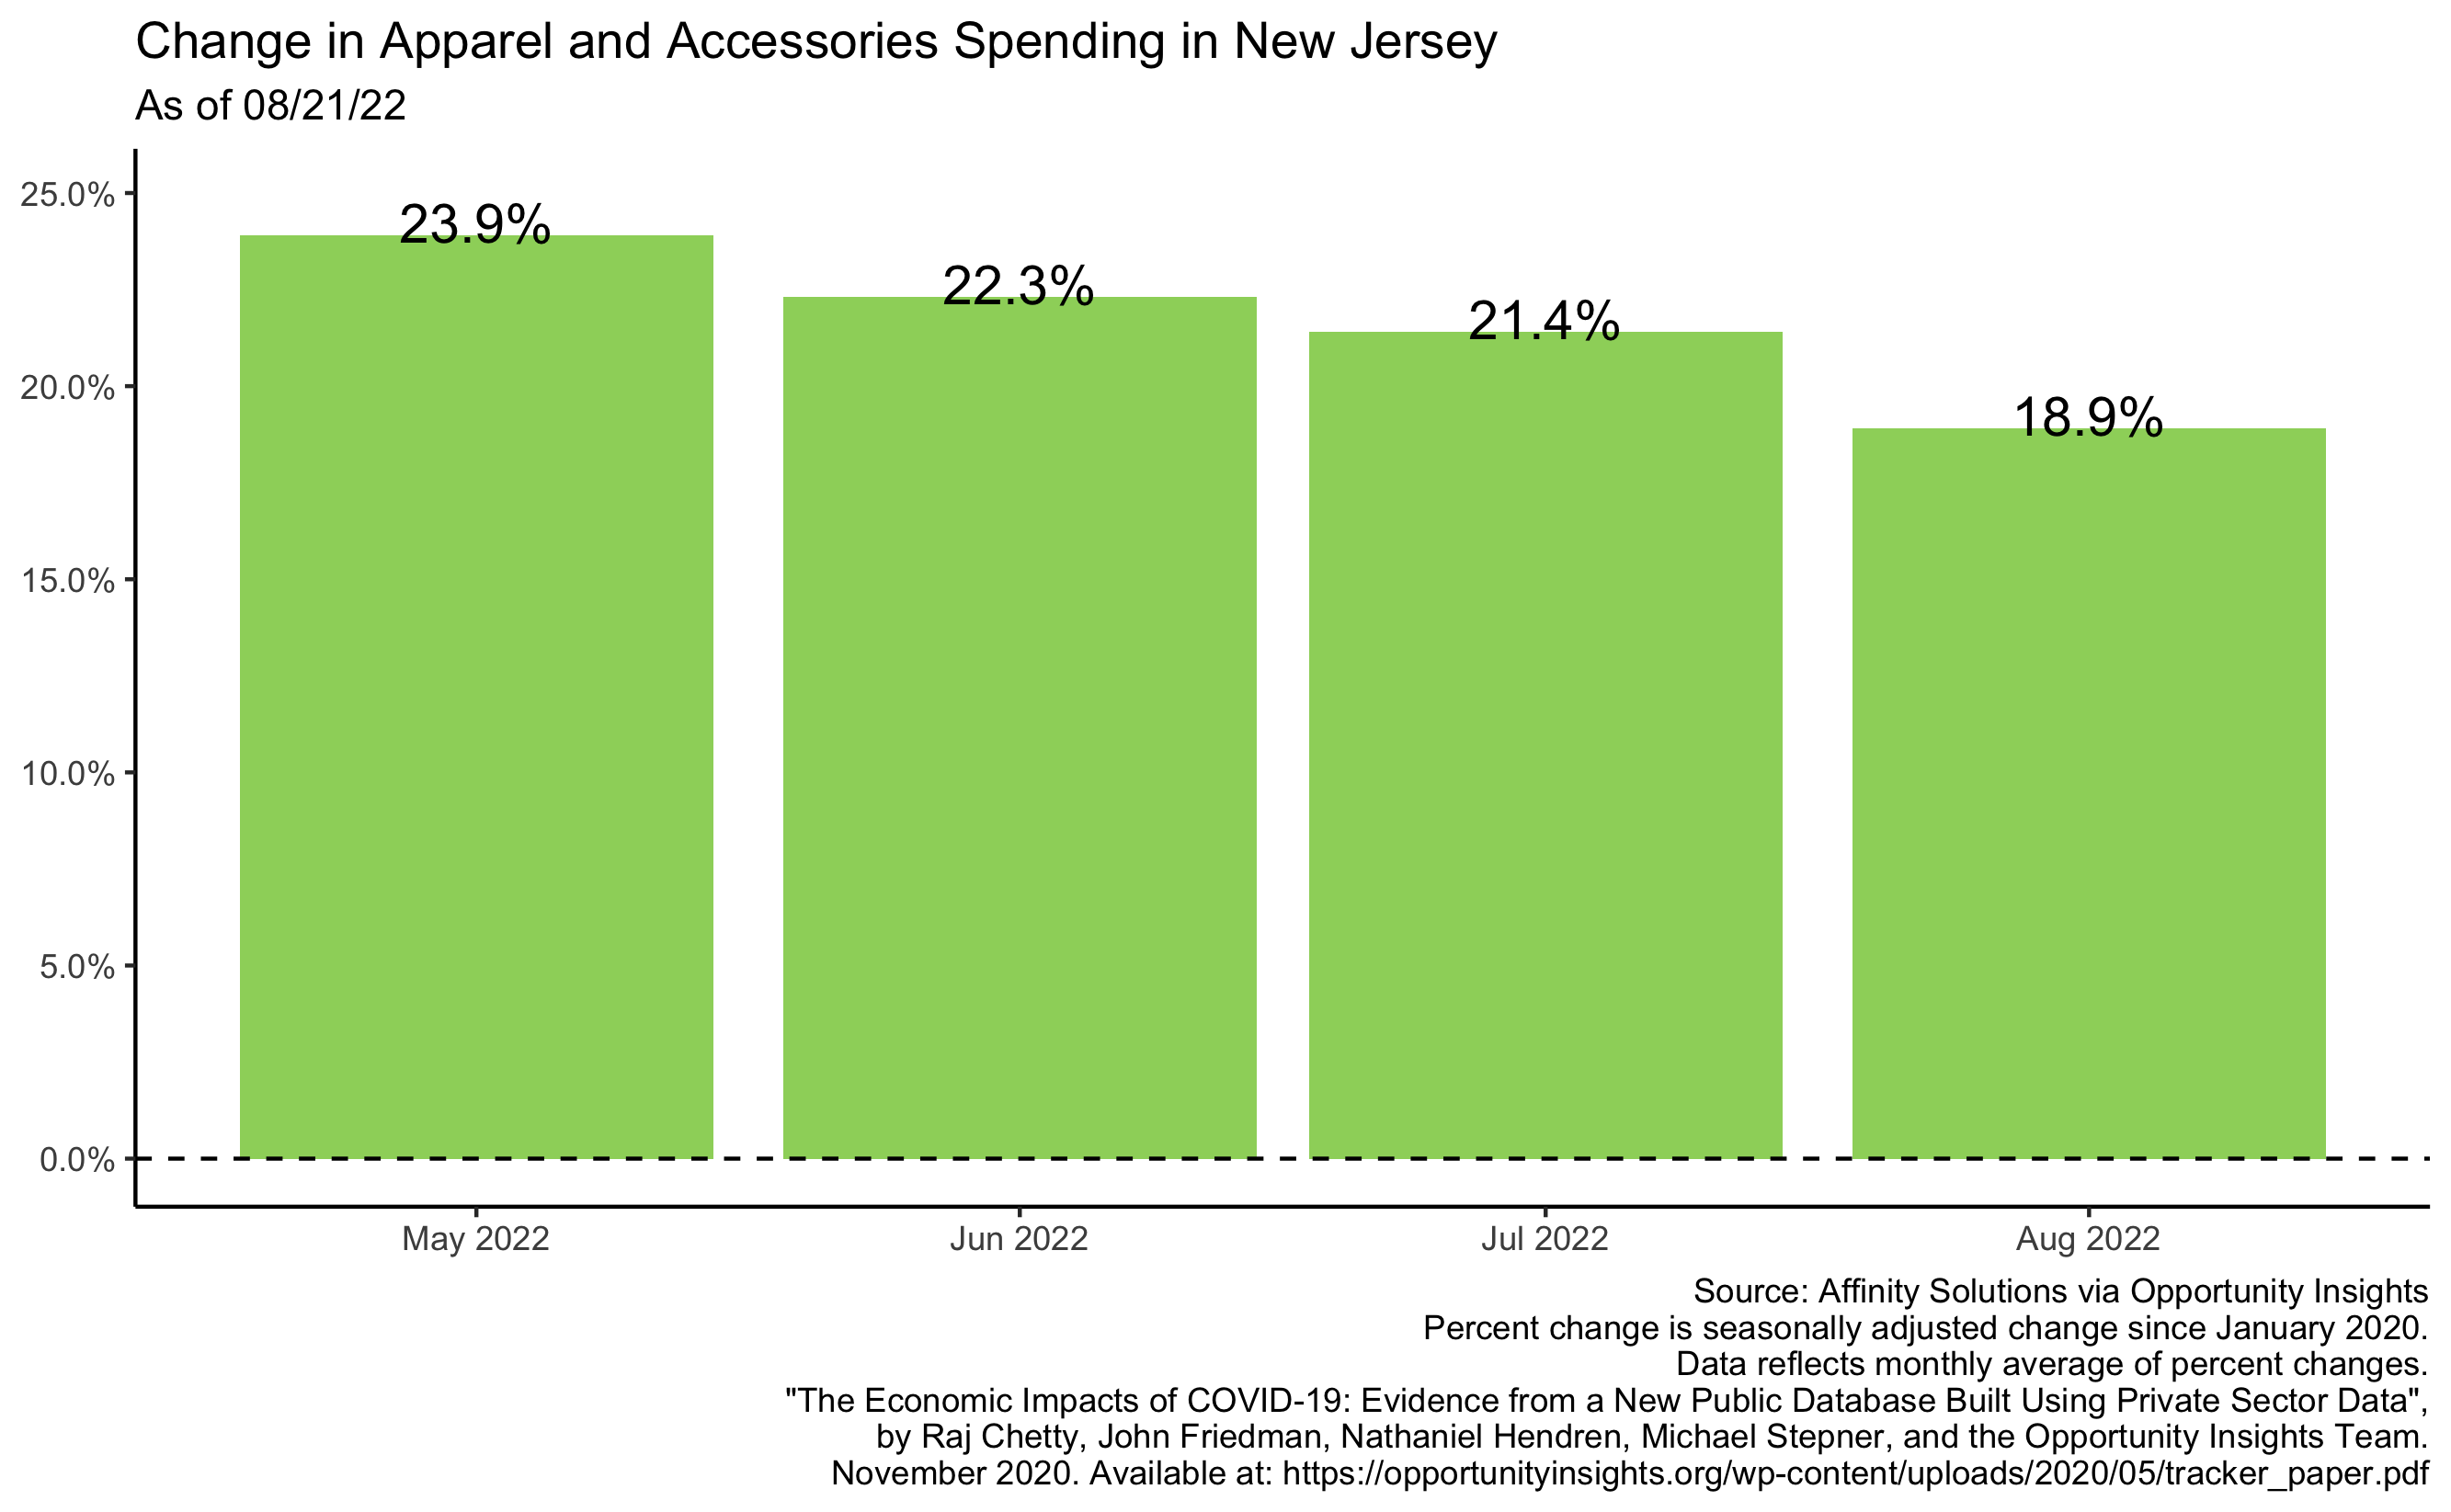 Change in Apparel and Accessories Spending in New Jersey
As of 08/21/22
25.0%
20.0%
15.0%
10.0%
5.0%
0.0%
23.9%
22.3%
21.4%
18.9%
May 2022
Jun 2022
Jul 2022
Aug 2022
Source: Affinity Solutions via Opportunity Insights
Percent change is seasonally adjusted change since January 2020.
Data reflects monthly average of percent changes.
"The Economic Impacts of COVID-19: Evidence from a New Public Database Built Using Private Sector Data",
by Raj Chetty, John Friedman, Nathaniel Hendren, Michael Stepner, and the Opportunity Insights Team.
November 2020. Available at: https://opportunityinsights.org/wp-content/uploads/2020/05/tracker_paper.pdf